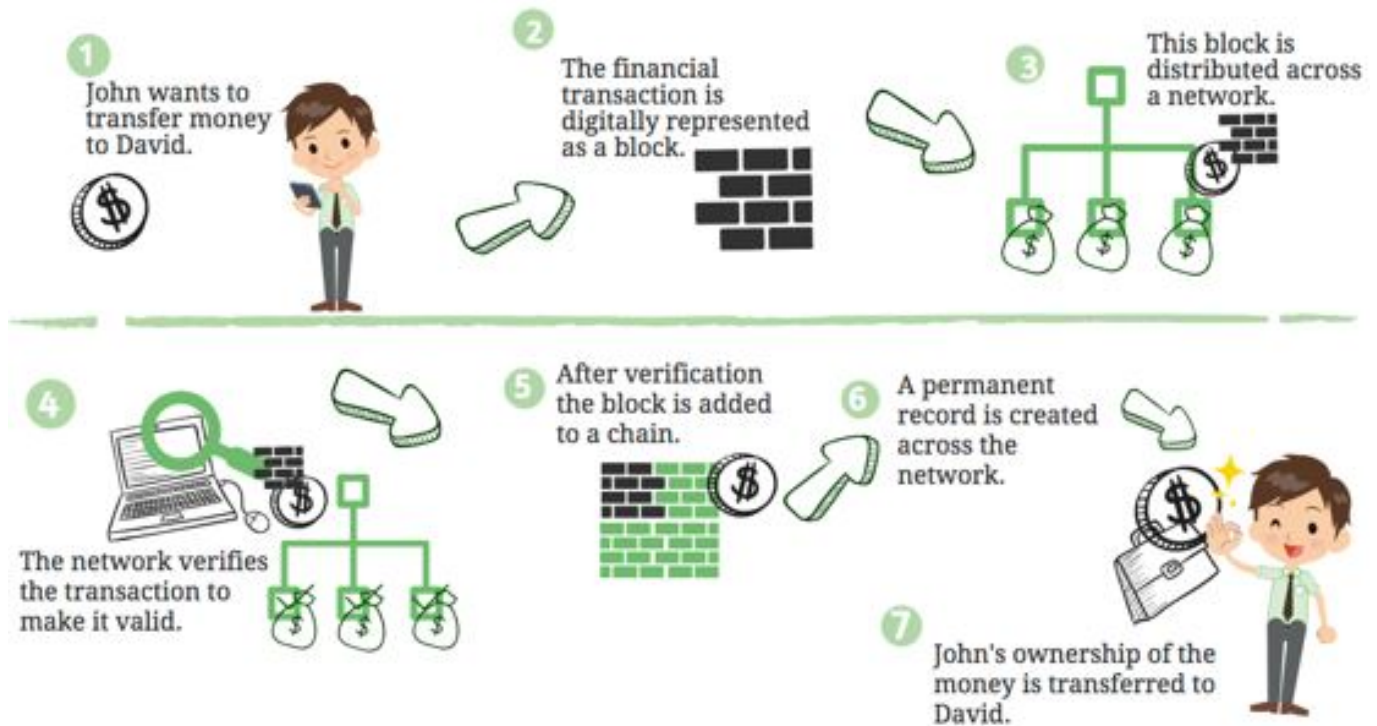 1
John wants to
transfer money
to David.
$
2
The financial
transaction is
digitally represented
as a block.
3
This block is
distributed across
a network.
$
$
$
$
4
$
The network verifies
the transaction to
make it valid.
$
$
$
5
After verification
the block is added
to a chain.
$
6
A permanent
record is created
across the
network.
$
7
John's ownership of the
money is transferred to
David.